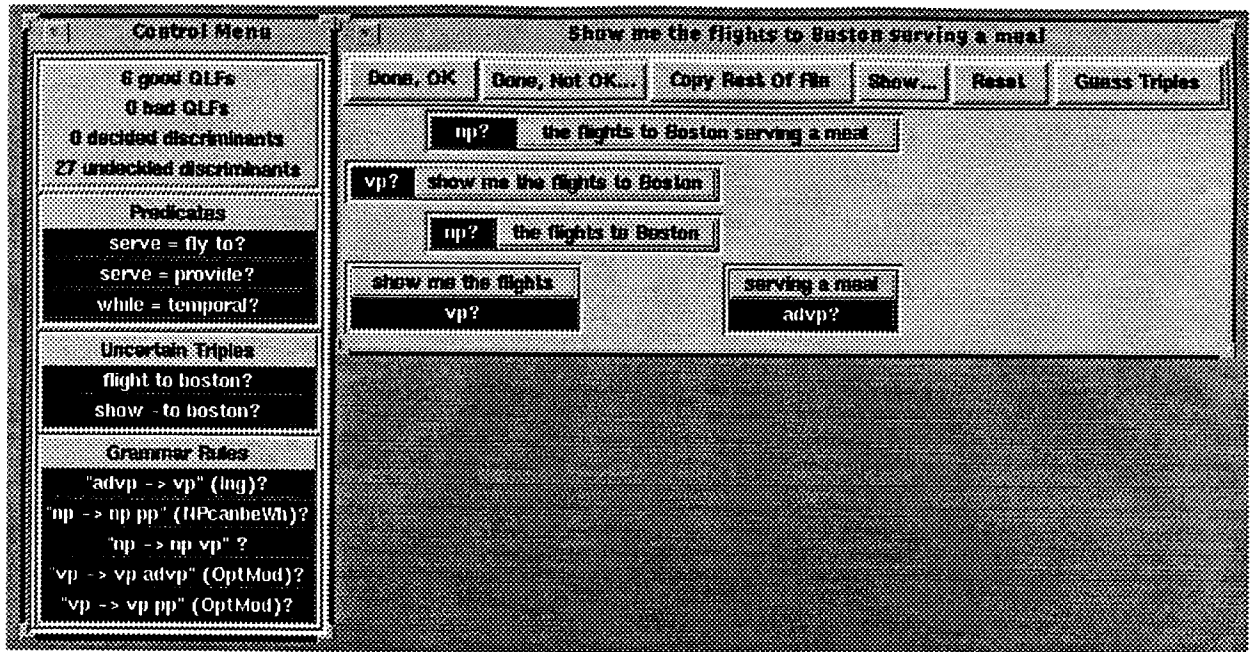 Control Menu
6 good QLFs
0 bad QLFs
0 decided discriminants
27 undecided discriminants
Predicates
serve = fly to?
serve = provide?
while = temporal?
Uncertain Triples
flight to boston?
show -to boston?
Grammar Rules
"advp -> vp" (Ing)?
"np -> np pp" (NPcanbeWh)?
"np -> np vp" ?
"vp -> vp advp" (OptMod)?
"vp -> vp pp" (OptMod)?
Show me the flights to Boston serving a meal
Done, OK Done, Not OK... Copy Rest Of File Show... Reset Guess Triples
np? the flights to Boston serving a meal
vp? show me the flights to Boston
np? the flights to Boston
show me the flights serving a meal
vp? advp?